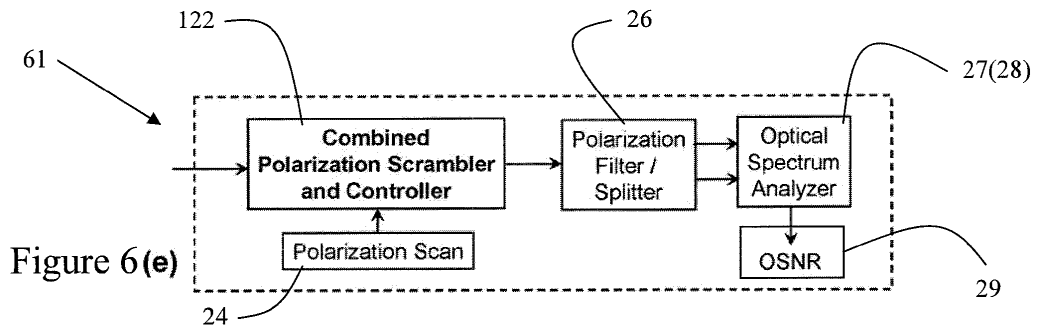 122
26
61
27(28)
Combined
Polarization Scrambler
and Controller
Polarization
Filter /
Splitter
Optical
Spectrum
Analyzer
Polarization Scan
OSNR
Figure 6(e)
24
29